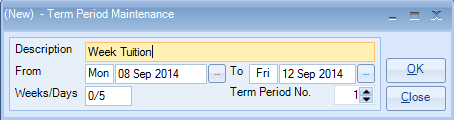 (New) - Term Period Maintenance
Description Week Tuition
From Mon 08 Sep 2014 ... To Fri 12 Sep 2014 ... OK
Weeks/Days 0/5 Term Period No. 1 Close